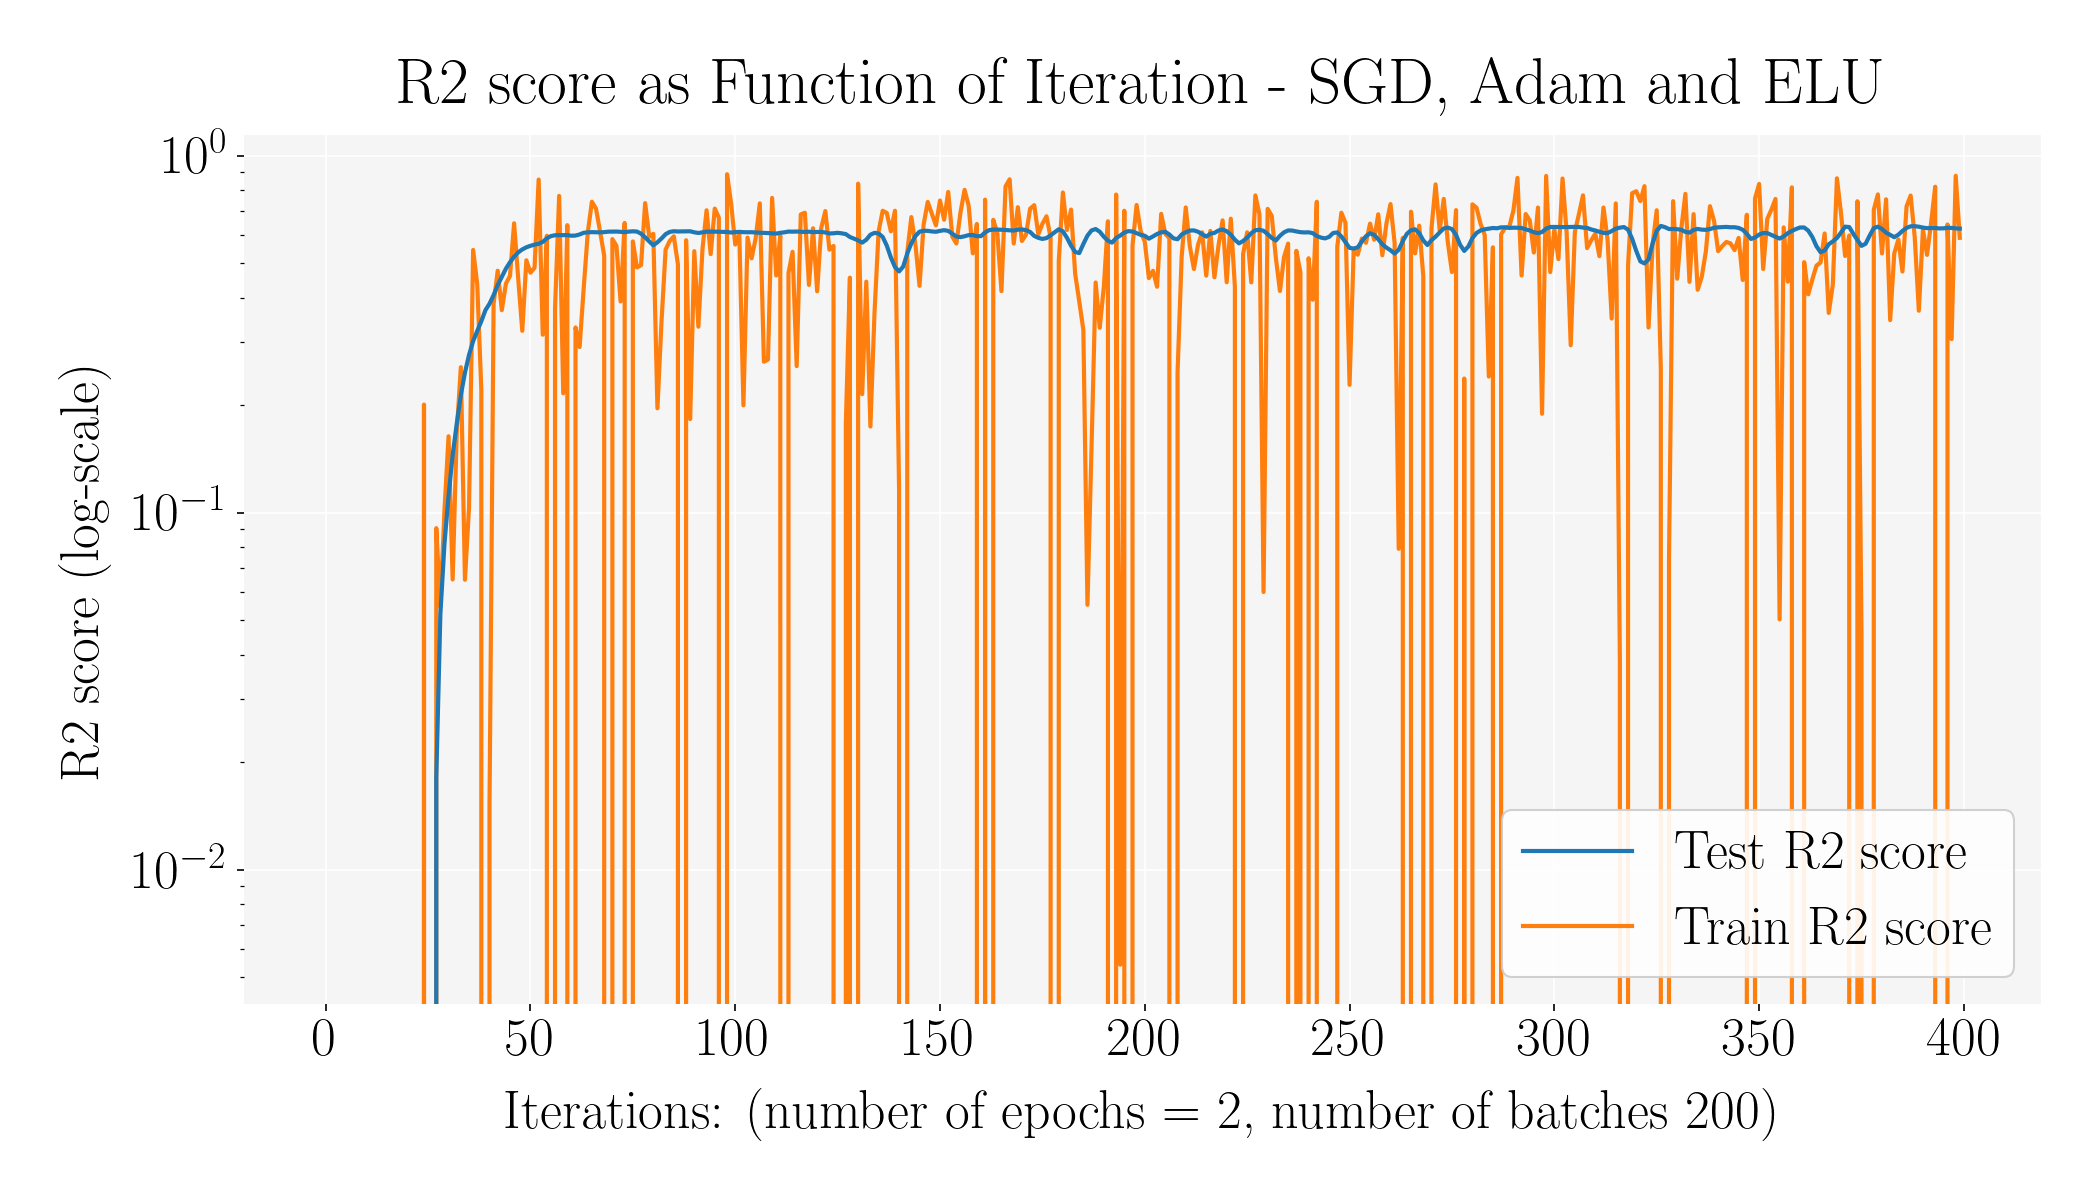 R2 score as Function of Iteration - SGD, Adam and ELU
R2 score (log-scale)
10⁰
10⁻¹
10⁻²
Test R2 score
Train R2 score
0 50 100 150 200 250 300 350 400
Iterations: (number of epochs = 2, number of batches 200)